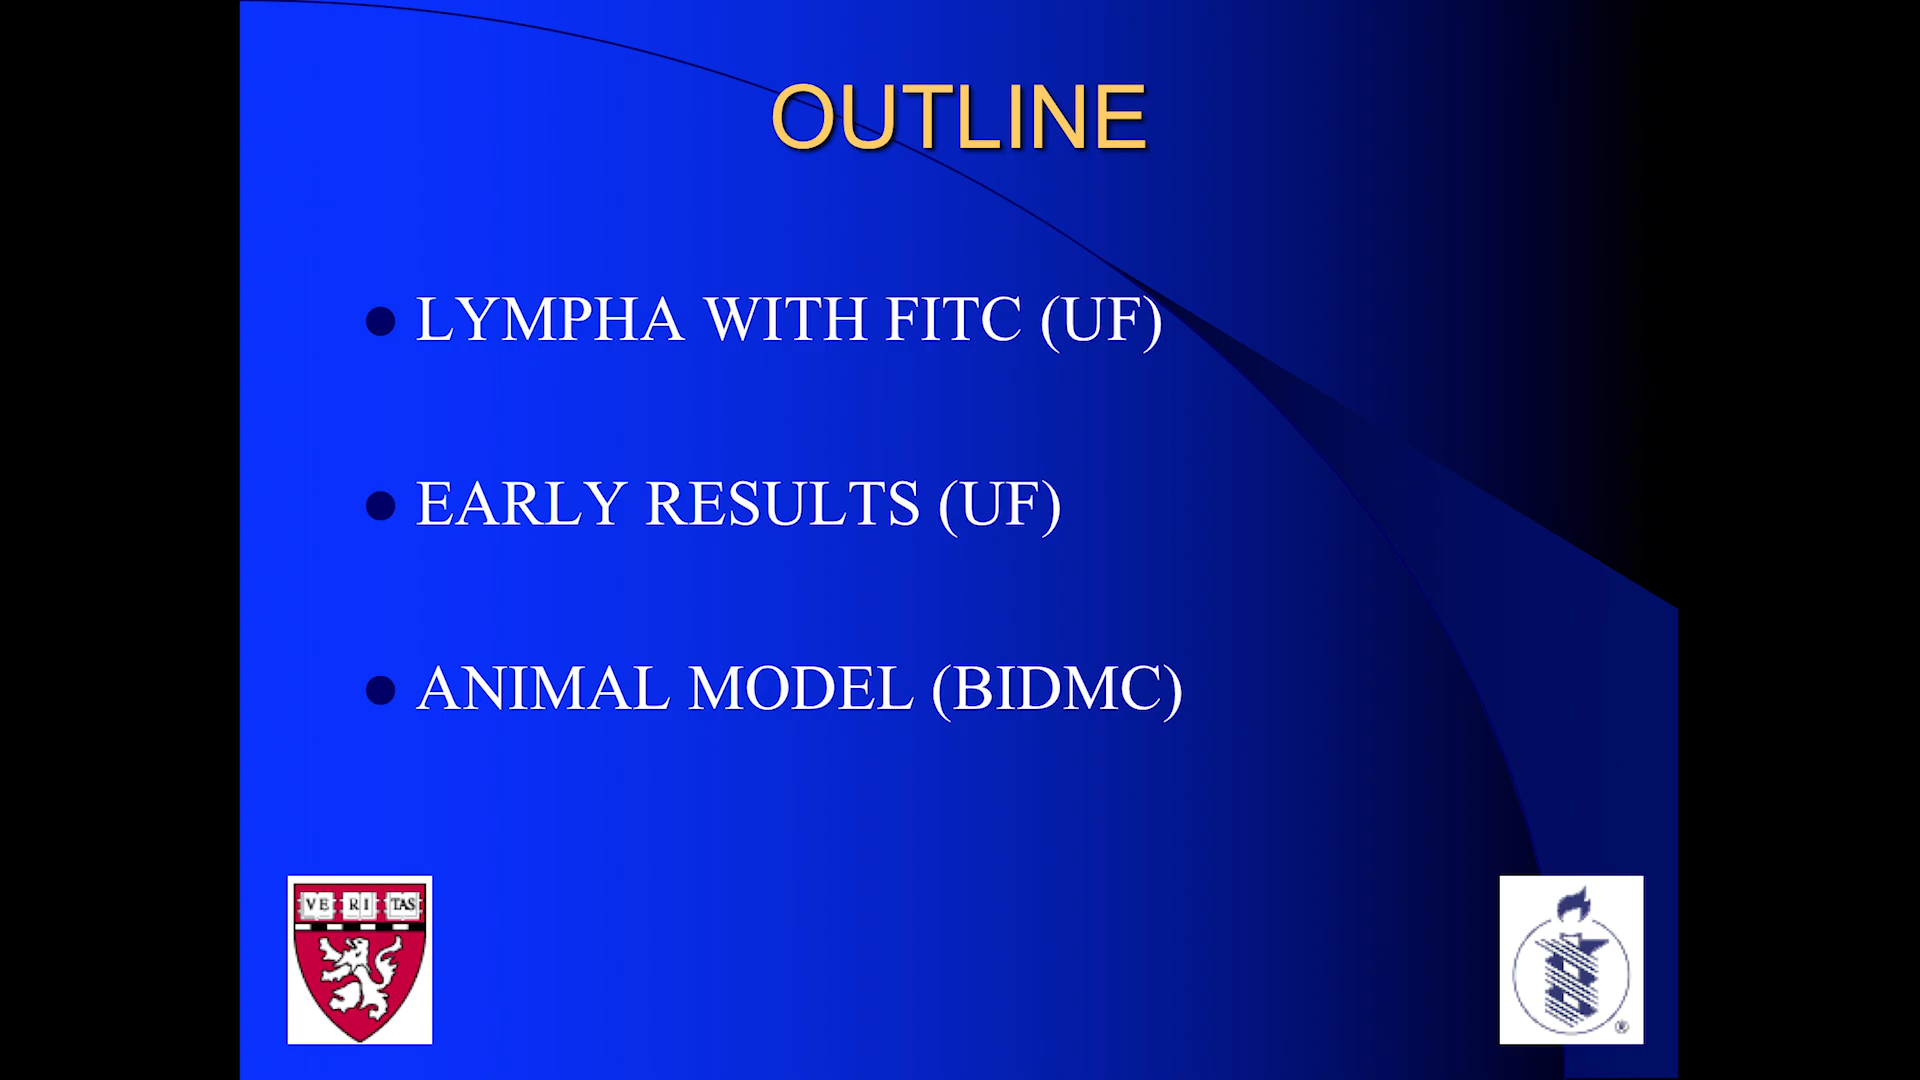 OUTLINE
LYMPHA WITH FITC (UF)
EARLY RESULTS (UF)
ANIMAL MODEL (BIDMC)
VE RI TAS
®